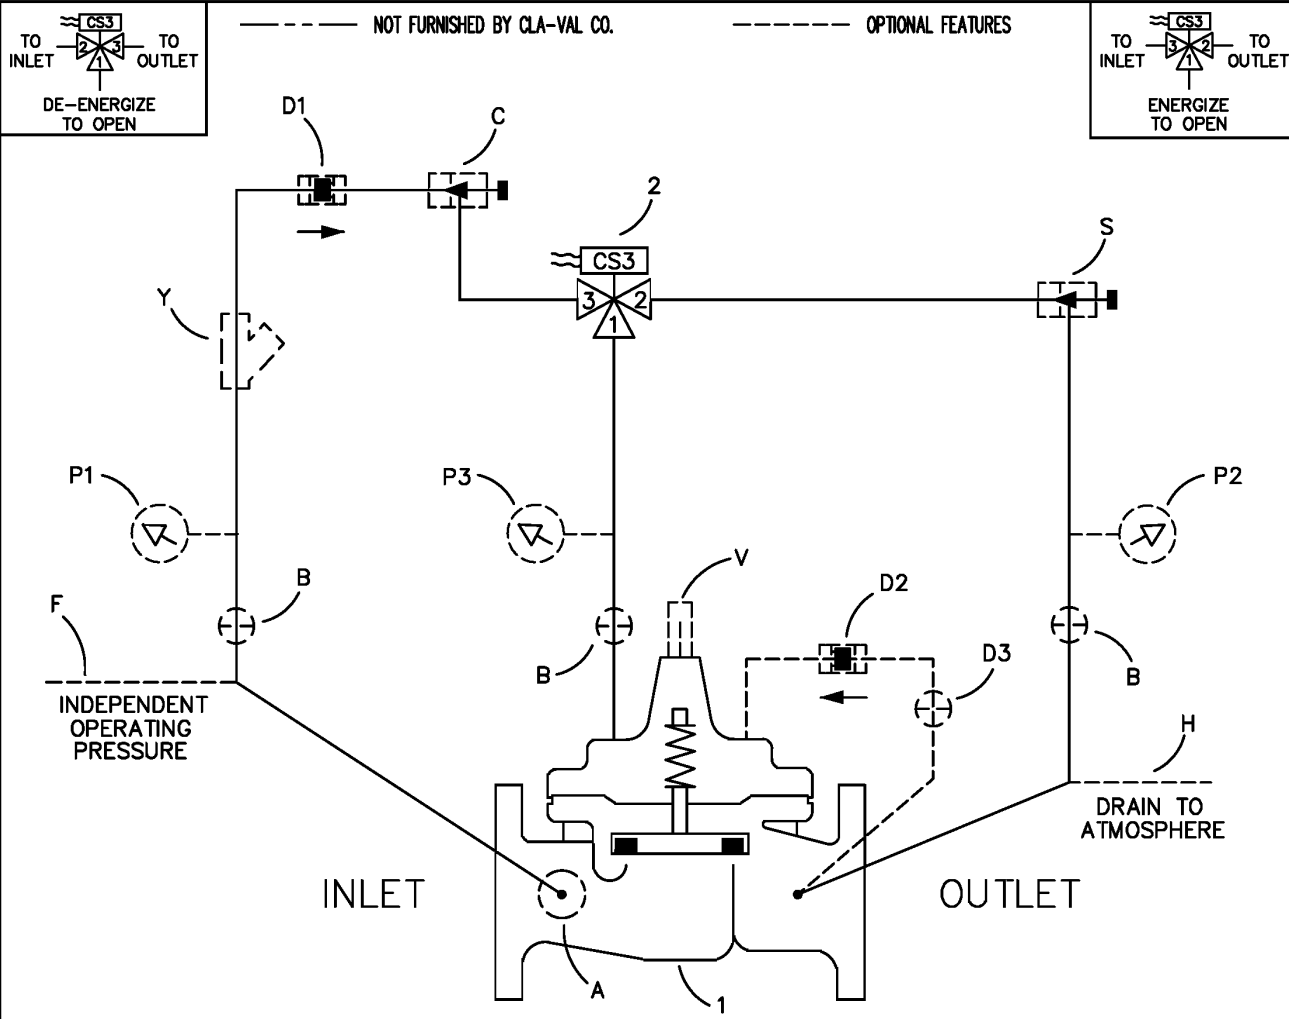 CS3
TO
INLET
2
3
1
TO
OUTLET
DE-ENERGIZE
TO OPEN
NOT FURNISHED BY CLA-VAL CO.
OPTIONAL FEATURES
CS3
TO
INLET
3
2
1
TO
OUTLET
ENERGIZE
TO OPEN
D1
C
2
S
CS3
3
2
1
Y
P1
P3
P2
F
B
V
D2
B
D3
B
INDEPENDENT
OPERATING
PRESSURE
H
DRAIN TO
ATMOSPHERE
INLET
OUTLET
A
1